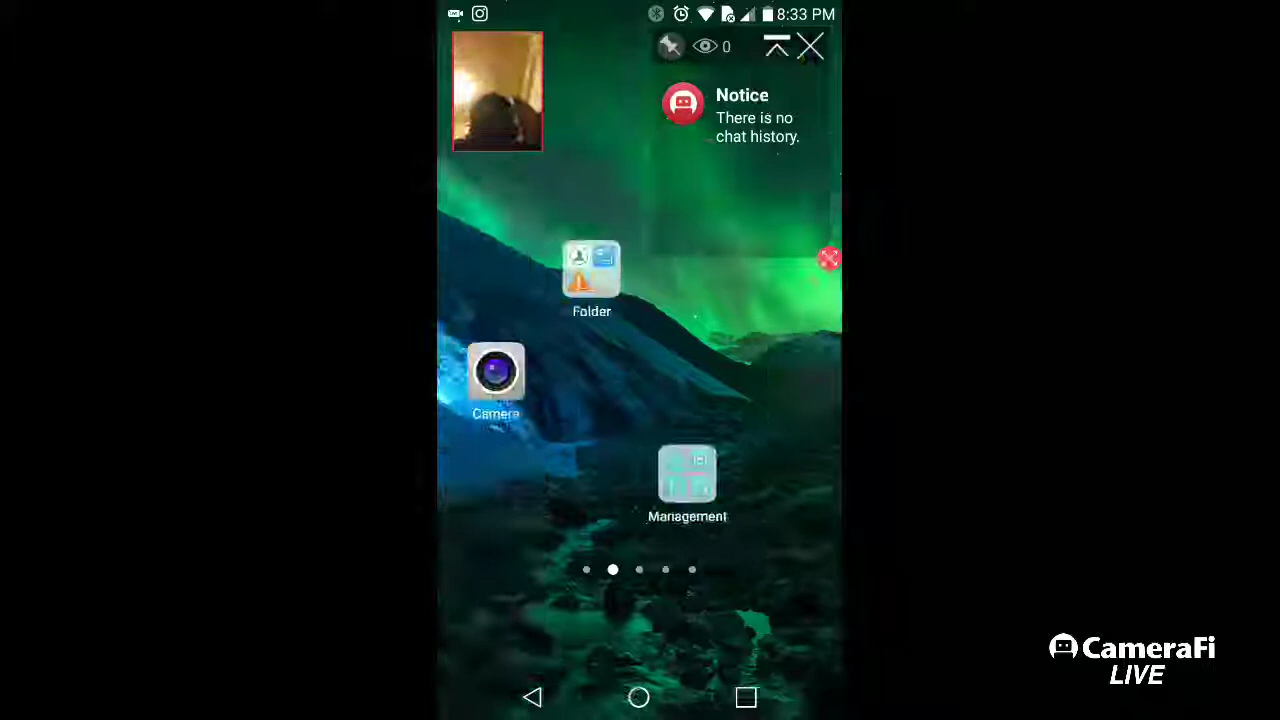 8:33 PM
0
Notice
There is no
chat history.
Folder
Camera
Management
CameraFi
LIVE